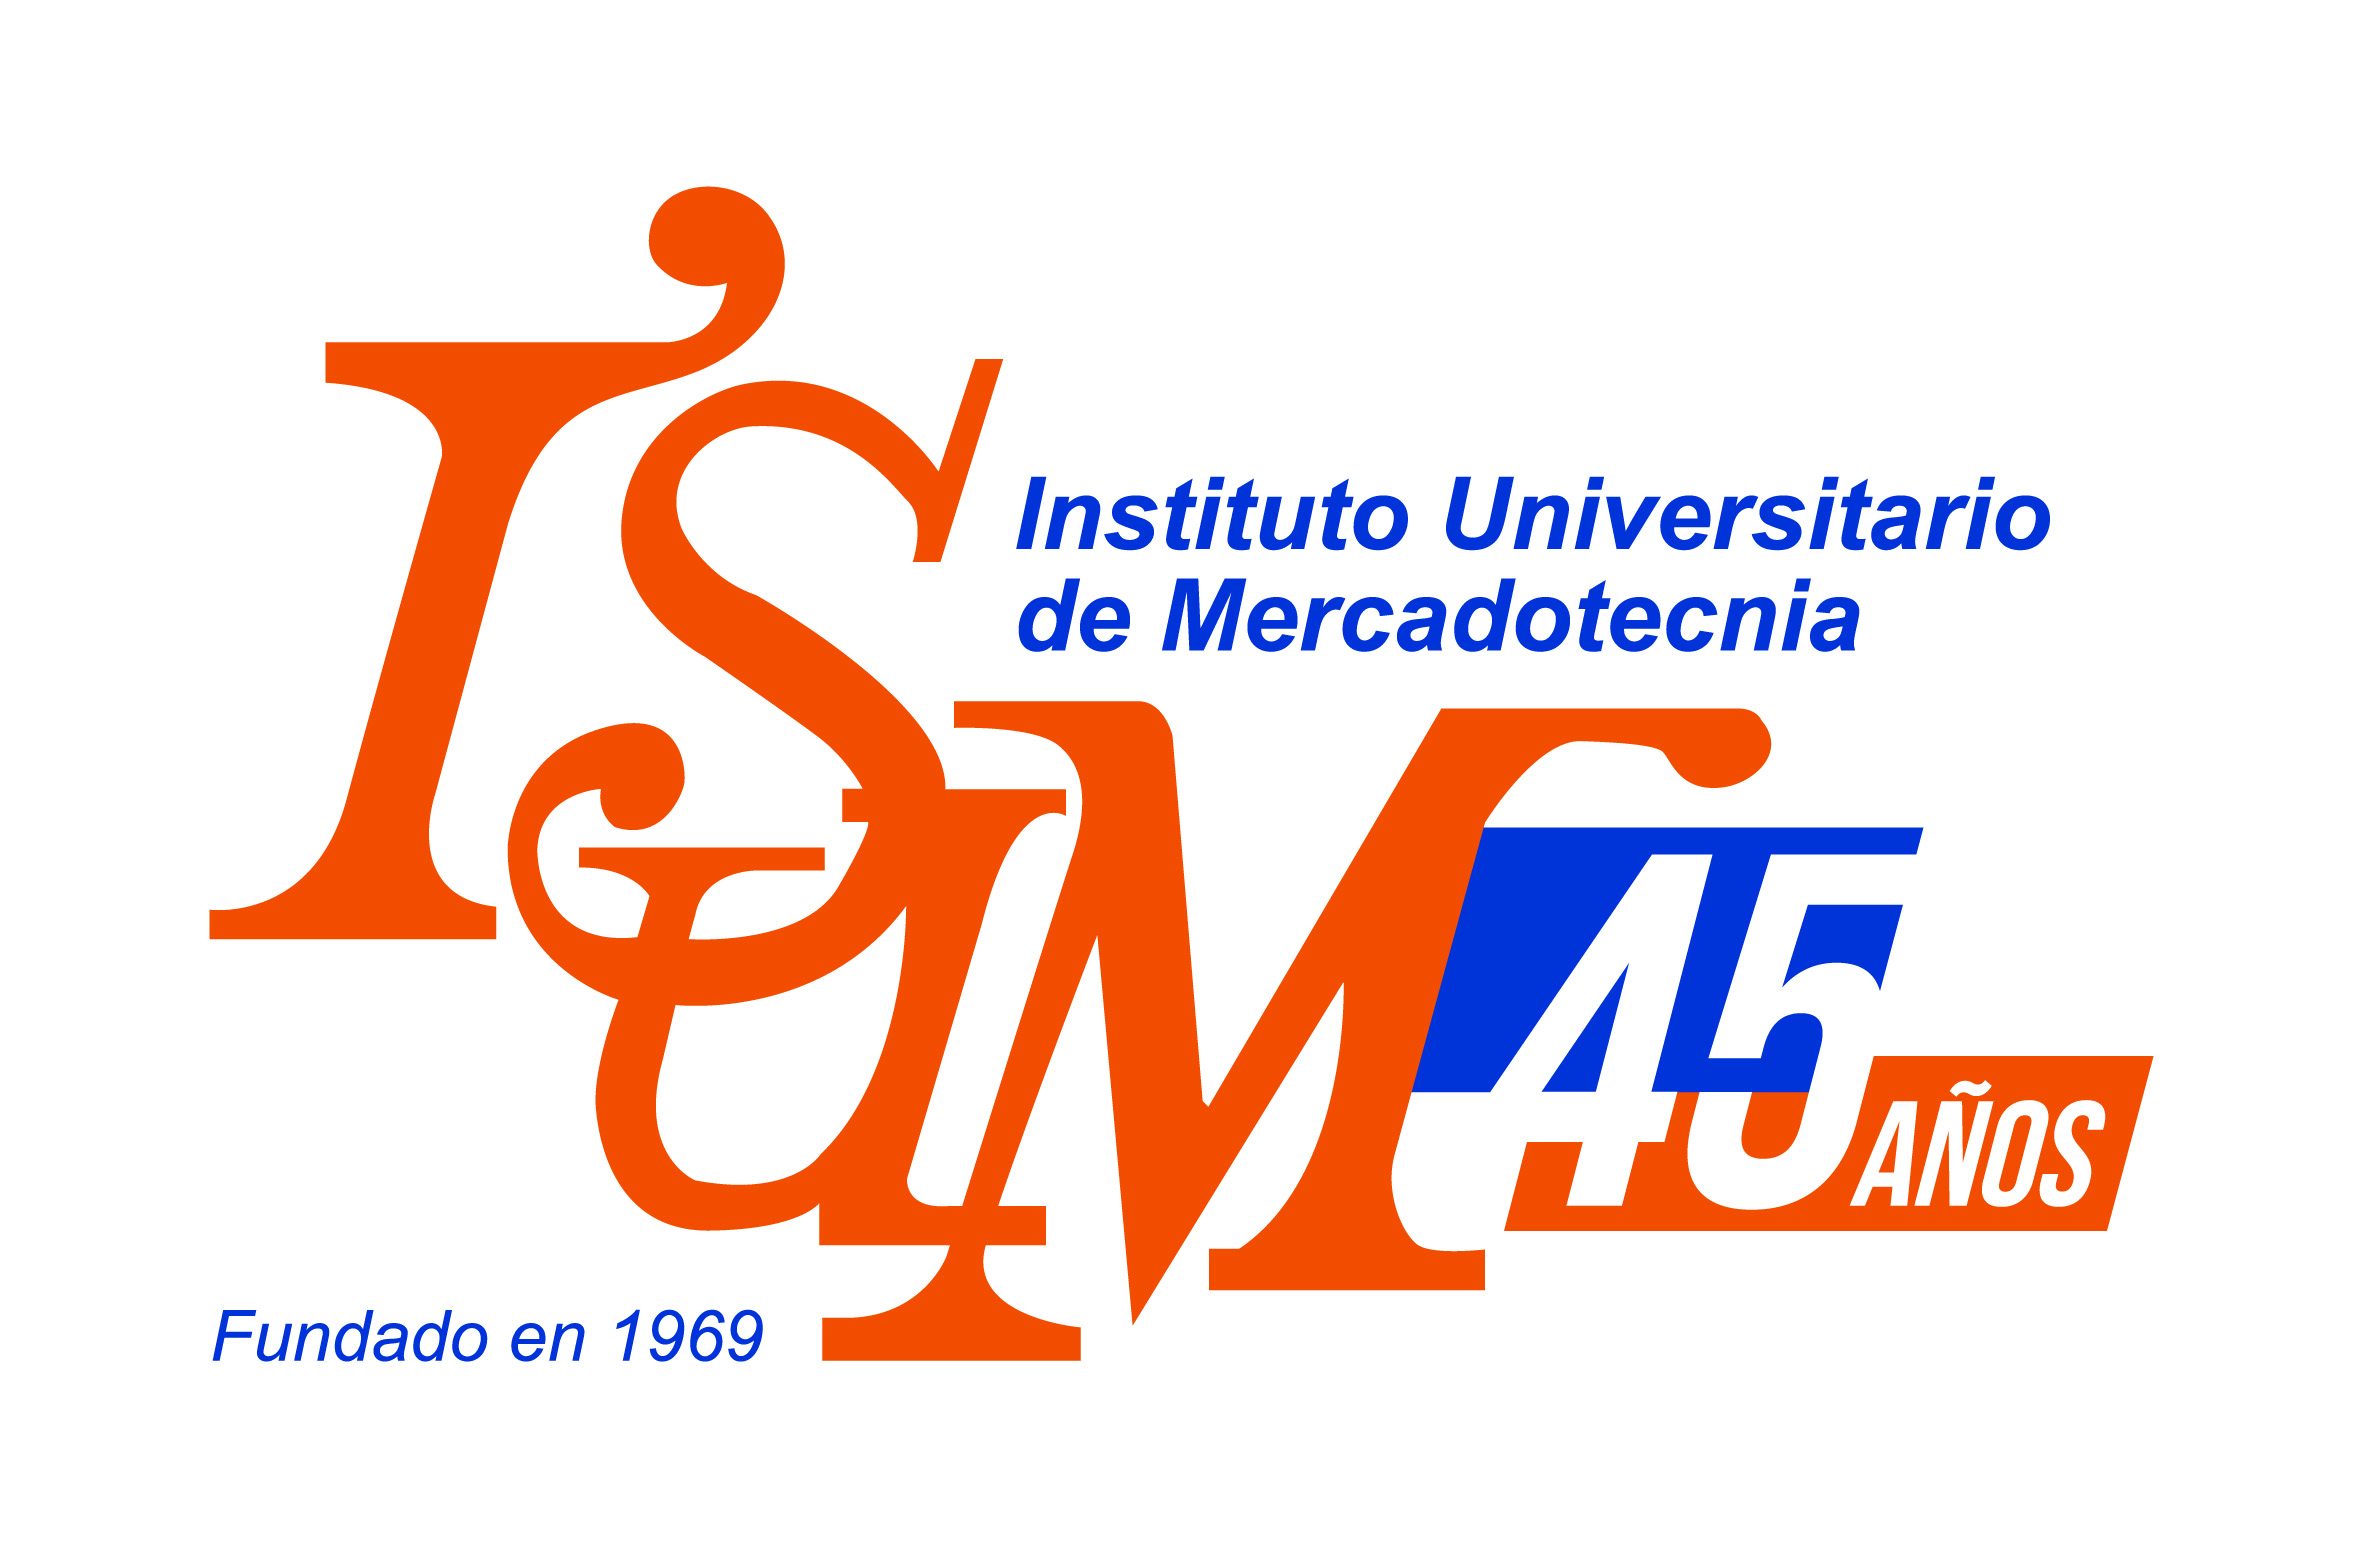 ISUM
Instituto Universitario
de Mercadotecnia
45 AÑOS
Fundado en 1969